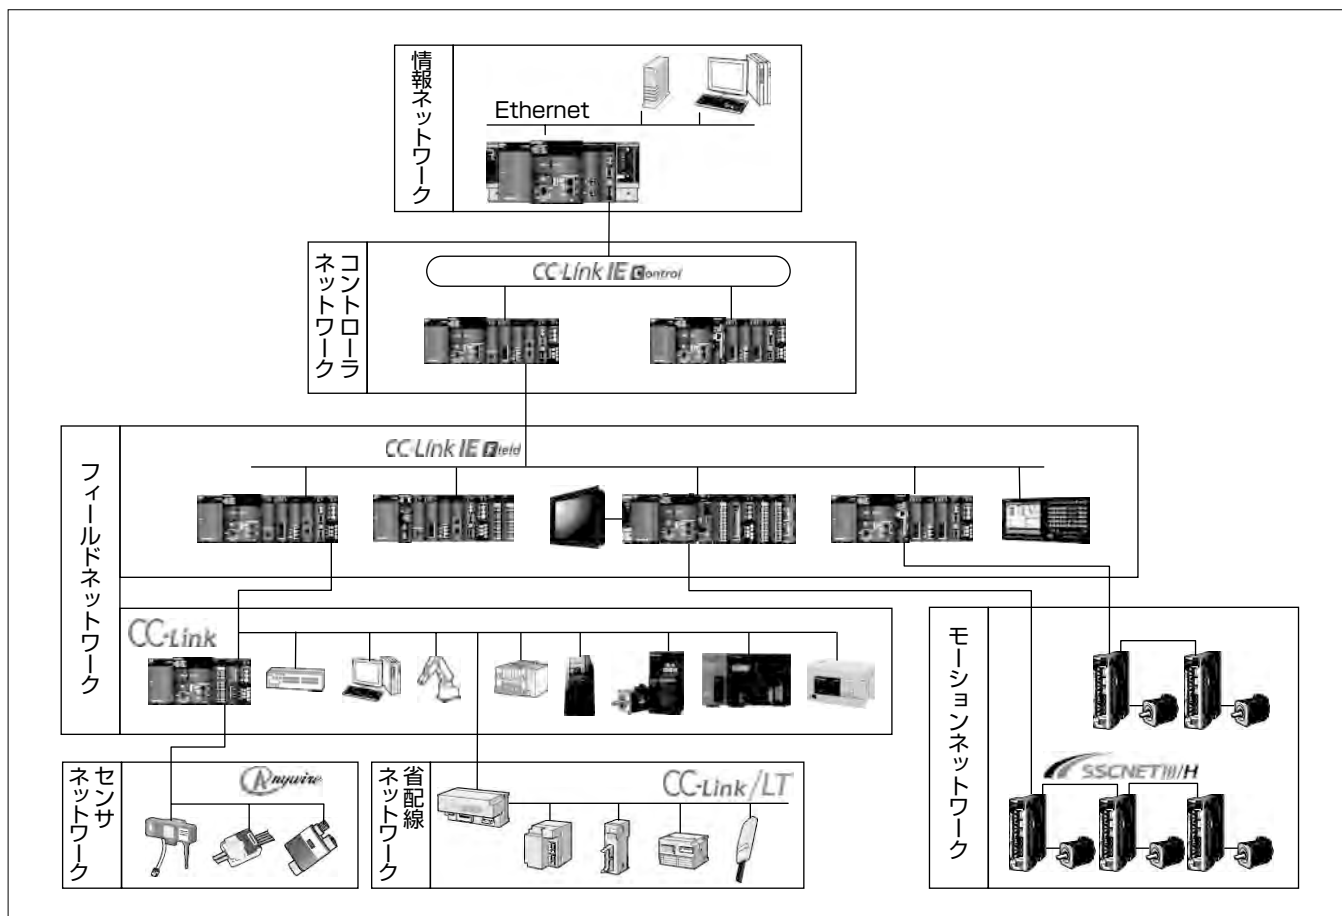 情報ネットワーク
Ethernet
コントローラ
ネットワーク
CC-Link IE Control
フィールドネットワーク
CC-Link IE Field
CC-Link
モーションネットワーク
SSCNETIII/H
センサ
ネットワーク
Anywire
省配線
ネットワーク
CC-Link/LT